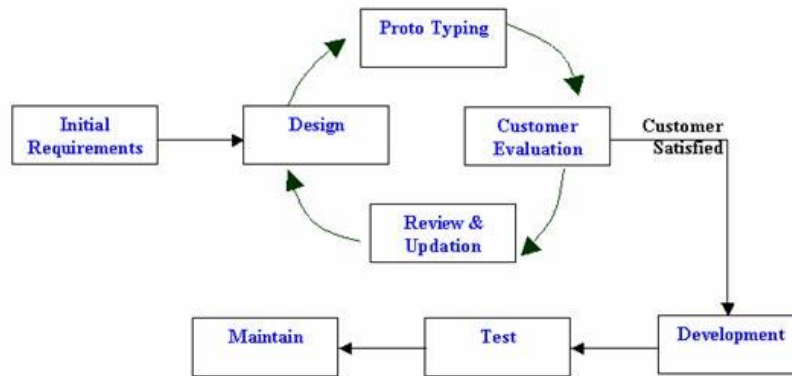 Proto Typing
Initial
Requirements
Design
Customer
Evaluation
Customer
Satisfied
Review &
Updation
Maintain
Test
Development